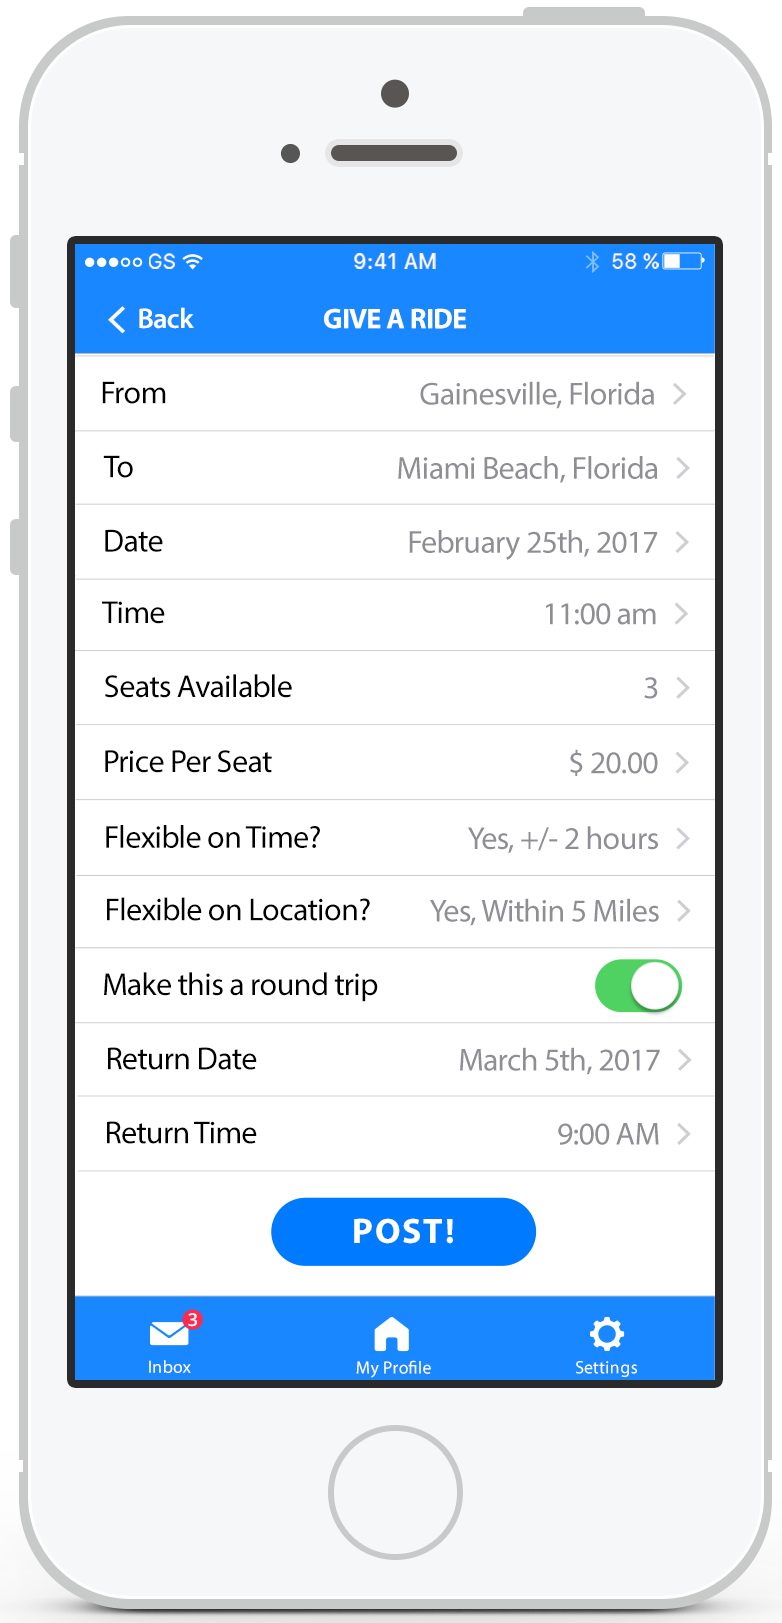 GS 9:41 AM 58 %
Back GIVE A RIDE
From Gainesville, Florida
To Miami Beach, Florida
Date February 25th, 2017
Time 11:00 am
Seats Available 3
Price Per Seat $ 20.00
Flexible on Time? Yes, +/- 2 hours
Flexible on Location? Yes, Within 5 Miles
Make this a round trip
Return Date March 5th, 2017
Return Time 9:00 AM
POST!
3
Inbox My Profile Settings